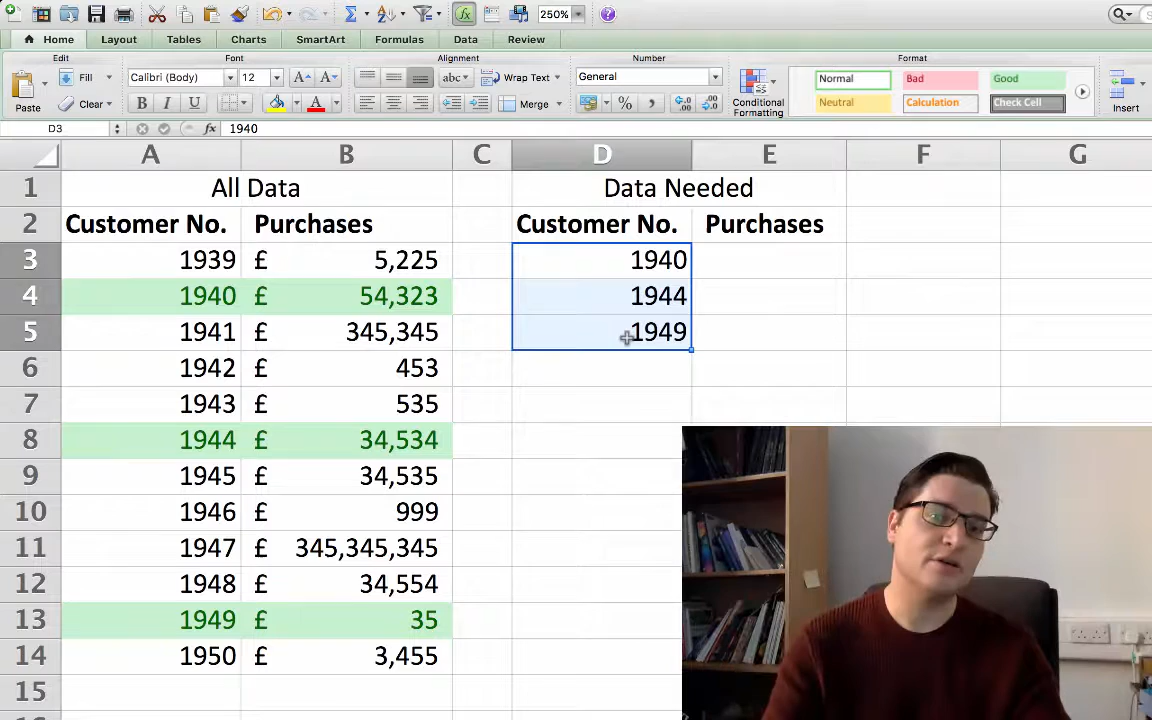 250%
Home Layout Tables Charts SmartArt Formulas Data Review
Edit Font Alignment Number Format
Paste Fill Clear Calibri (Body) 12 A A abc Wrap Text General Conditional Formatting Normal Bad Good Insert
B I U A Merge % Neutral Calculation Check Cell
D3 fx 1940
A B C D E F G
1 All Data Data Needed
2 Customer No. Purchases Customer No. Purchases
3 1939 £ 5,225 1940
4 1940 £ 54,323 1944
5 1941 £ 345,345 1949
6 1942 £ 453
7 1943 £ 535
8 1944 £ 34,534
9 1945 £ 34,535
10 1946 £ 999
11 1947 £ 345,345,345
12 1948 £ 34,554
13 1949 £ 35
14 1950 £ 3,455
15